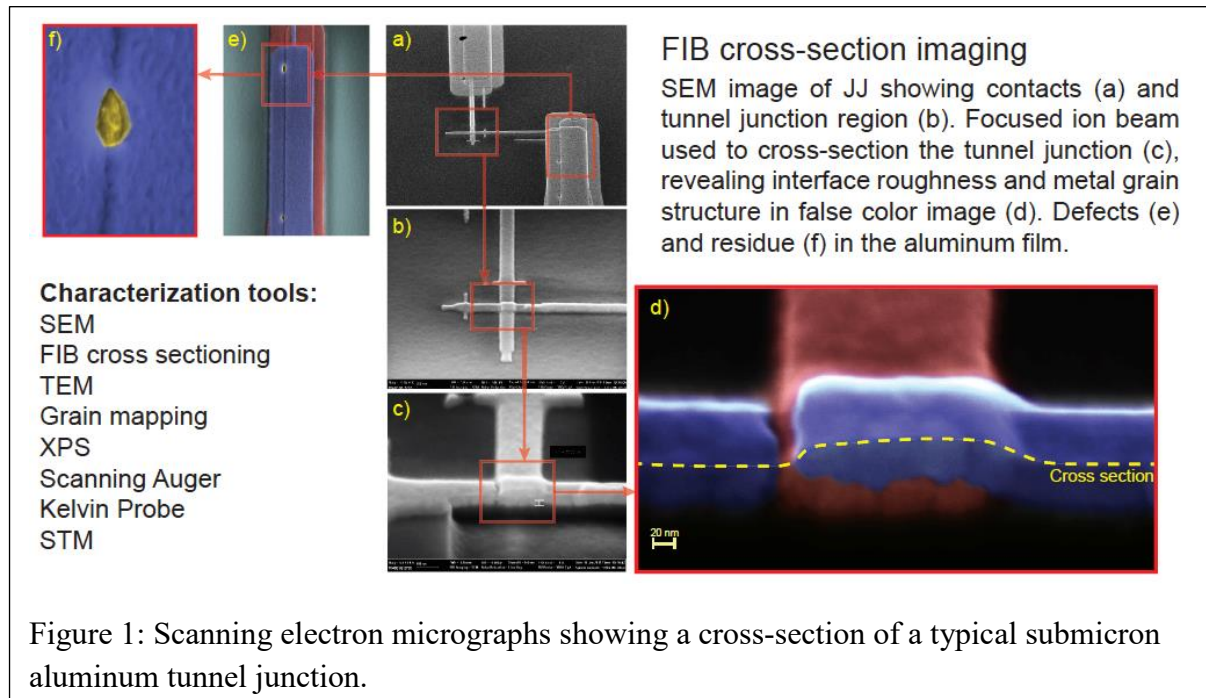 f)
e)
a)
FIB cross-section imaging
SEM image of JJ showing contacts (a) and
tunnel junction region (b). Focused ion beam
used to cross-section the tunnel junction (c),
revealing interface roughness and metal grain
structure in false color image (d). Defects (e)
and residue (f) in the aluminum film.
b)
Characterization tools:
SEM
FIB cross sectioning
TEM
Grain mapping
XPS
Scanning Auger
Kelvin Probe
STM
c)
d)
Cross section
20 nm
Figure 1: Scanning electron micrographs showing a cross-section of a typical submicron
aluminum tunnel junction.